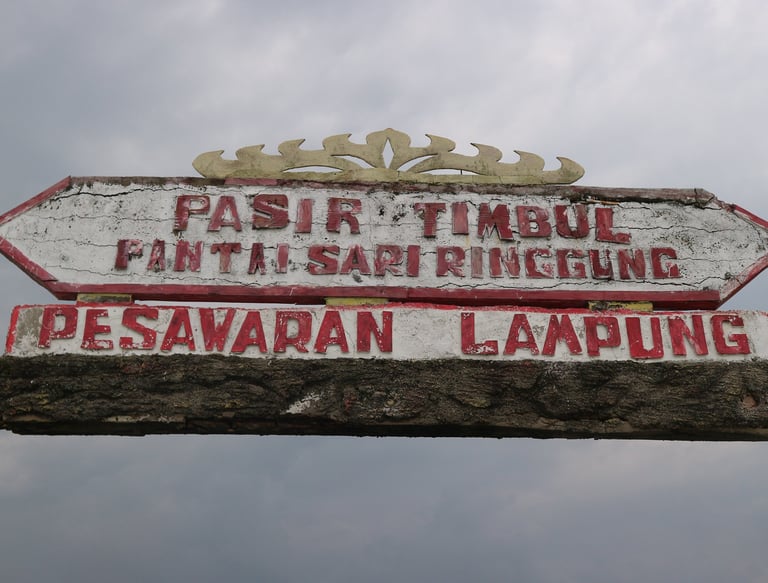 PASIR TIMBUL
PANTAI SARI RINGGUNG
PESAWARAN LAMPUNG